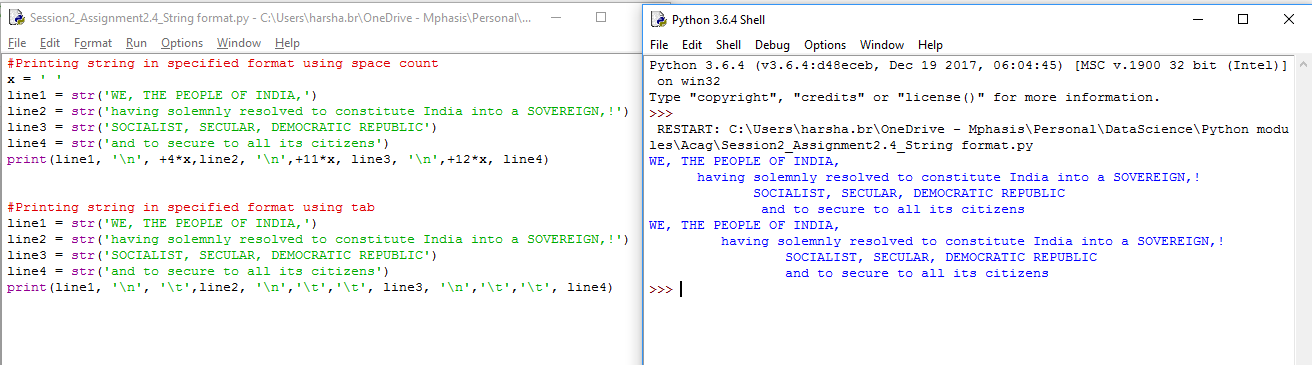 Session2_Assignment2.4_String format.py - C:\Users\harsha.br\OneDrive - Mphasis\Personal\...
File Edit Format Run Options Window Help
#Printing string in specified format using space count
x = ' '
line1 = str('WE, THE PEOPLE OF INDIA,')
line2 = str('having solemnly resolved to constitute India into a SOVEREIGN,!')
line3 = str('SOCIALIST, SECULAR, DEMOCRATIC REPUBLIC')
line4 = str('and to secure to all its citizens')
print(line1, '\n', +4*x,line2, '\n',+11*x, line3, '\n',+12*x, line4)
#Printing string in specified format using tab
line1 = str('WE, THE PEOPLE OF INDIA,')
line2 = str('having solemnly resolved to constitute India into a SOVEREIGN,!')
line3 = str('SOCIALIST, SECULAR, DEMOCRATIC REPUBLIC')
line4 = str('and to secure to all its citizens')
print(line1, '\n', '\t',line2, '\n','\t','\t', line3, '\n','\t','\t', line4)
Python 3.6.4 Shell
File Edit Shell Debug Options Window Help
Python 3.6.4 (v3.6.4:d48eceb, Dec 19 2017, 06:04:45) [MSC v.1900 32 bit (Intel)]
on win32
Type "copyright", "credits" or "license()" for more information.
>>>
RESTART: C:\Users\harsha.br\OneDrive - Mphasis\Personal\DataScience\Python modu
les\Acag\Session2_Assignment2.4_String format.py
WE, THE PEOPLE OF INDIA,
having solemnly resolved to constitute India into a SOVEREIGN,!
SOCIALIST, SECULAR, DEMOCRATIC REPUBLIC
and to secure to all its citizens
WE, THE PEOPLE OF INDIA,
having solemnly resolved to constitute India into a SOVEREIGN,!
SOCIALIST, SECULAR, DEMOCRATIC REPUBLIC
and to secure to all its citizens
>>>